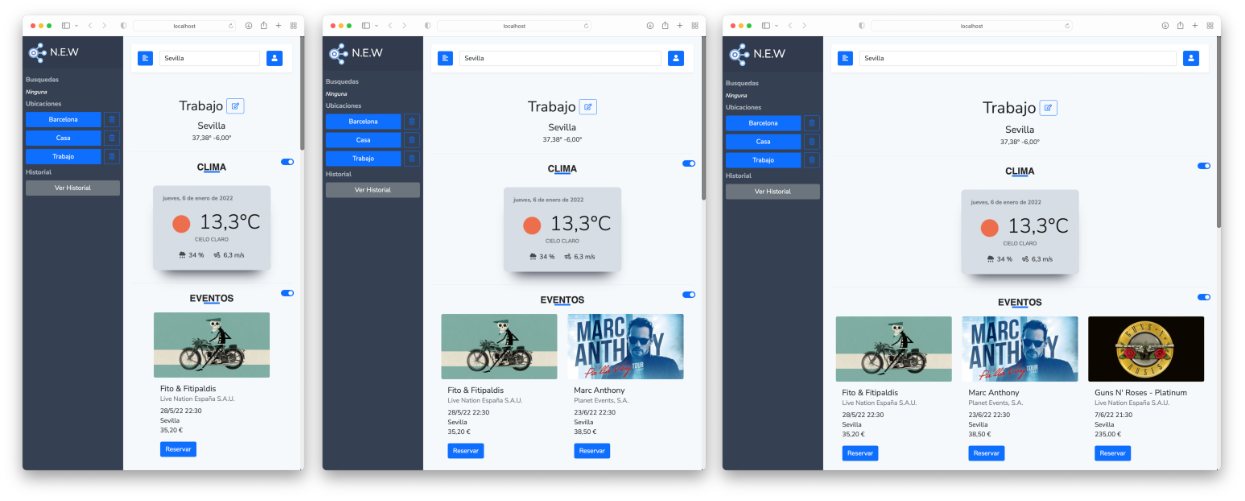 localhost
N.E.W
Sevilla
Busquedas
Ninguna
Ubicaciones
Barcelona
Casa
Trabajo
Historial
Ver Historial
Trabajo
Sevilla
37,38° -6,00°
CLIMA
jueves, 6 de enero de 2022
13,3°C
CIELO CLARO
34 %
6,3 m/s
EVENTOS
Fito & Fitipaldis
Live Nation España S.A.U.
28/5/22 22:30
Sevilla
35,20 €
Reservar
localhost
N.E.W
Sevilla
Busquedas
Ninguna
Ubicaciones
Barcelona
Casa
Trabajo
Historial
Ver Historial
Trabajo
Sevilla
37,38° -6,00°
CLIMA
jueves, 6 de enero de 2022
13,3°C
CIELO CLARO
34 %
6,3 m/s
EVENTOS
Fito & Fitipaldis
Live Nation España S.A.U.
28/5/22 22:30
Sevilla
35,20 €
Reservar
MARC
ANTHONY
TOUR
Marc Anthony
Planet Events, S.A.
23/6/22 22:30
Sevilla
38,50 €
Reservar
localhost
N.E.W
Sevilla
Busquedas
Ninguna
Ubicaciones
Barcelona
Casa
Trabajo
Historial
Ver Historial
Trabajo
Sevilla
37,38° -6,00°
CLIMA
jueves, 6 de enero de 2022
13,3°C
CIELO CLARO
34 %
6,3 m/s
EVENTOS
Fito & Fitipaldis
Live Nation España S.A.U.
28/5/22 22:30
Sevilla
35,20 €
Reservar
MARC
ANTHONY
TOUR
Marc Anthony
Planet Events, S.A.
23/6/22 22:30
Sevilla
38,50 €
Reservar
GUNS N'
ROSES
Guns N' Roses - Platinum
Live Nation España S.A.U.
7/6/22 21:30
Sevilla
235,00 €
Reservar